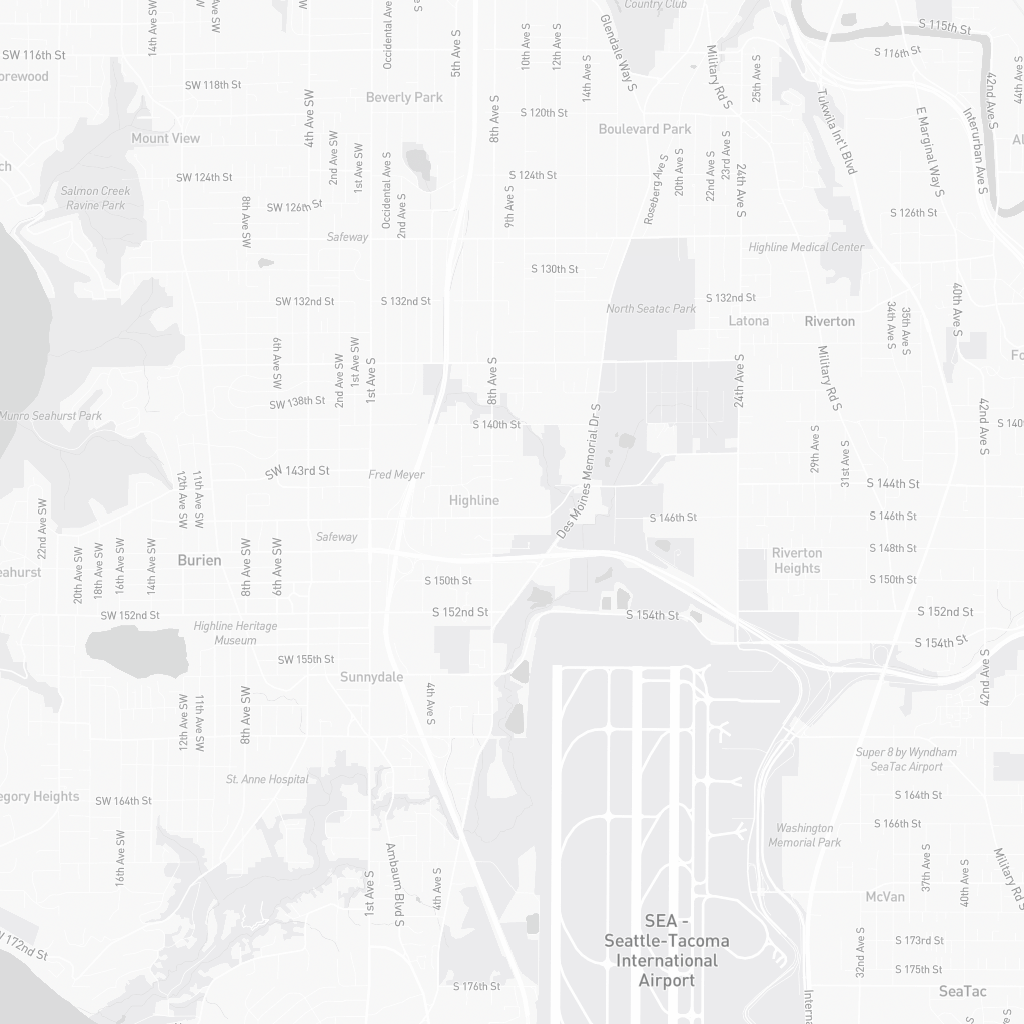 Country Club
14th Ave SW
Occidental Ave S
5th Ave S
10th Ave S
12th Ave S
Glendale Way S
Military Rd S
25th Ave S
S 115th St
S 116th St
SW 116th St
SW 118th St
Beverly Park
4th Ave SW
8th Ave S
14th Ave S
S 120th St
Boulevard Park
Tukwila Int'l Blvd
E Marginal Way S
Interurban Ave S
42nd Ave S
44th Ave S
Mount View
2nd Ave SW
1st Ave SW
Occidental Ave S
2nd Ave S
SW 124th St
S 124th St
9th Ave S
Roseberg Ave S
20th Ave S
22nd Ave S
23rd Ave S
24th Ave S
Salmon Creek
Ravine Park
8th Ave SW
SW 126th St
S 126th St
Safeway
Highline Medical Center
S 130th St
SW 132nd St
S 132nd St
North Seatac Park
S 132nd St
Latona
Riverton
34th Ave S
35th Ave S
40th Ave S
6th Ave SW
2nd Ave SW
1st Ave SW
1st Ave S
8th Ave S
24th Ave S
Military Rd S
SW 138th St
Munro Seahurst Park
S 140th St
Des Moines Memorial Dr S
29th Ave S
31st Ave S
42nd Ave S
SW 143rd St
Fred Meyer
12th Ave SW
11th Ave SW
S 144th St
Highline
22nd Ave SW
S 146th St
S 146th St
Safeway
Burien
20th Ave SW
18th Ave SW
16th Ave SW
14th Ave SW
8th Ave SW
6th Ave SW
S 148th St
Riverton
Heights
S 150th St
S 150th St
SW 152nd St
S 152nd St
S 154th St
S 152nd St
Highline Heritage
Museum
S 154th St
SW 155th St
Sunnydale
42nd Ave S
12th Ave SW
11th Ave SW
8th Ave SW
4th Ave S
Super 8 by Wyndham
SeaTac Airport
St. Anne Hospital
SW 164th St
S 164th St
S 166th St
Washington
Memorial Park
16th Ave SW
1st Ave S
Ambaum Blvd S
4th Ave S
37th Ave S
40th Ave S
Military Rd S
McVan
SEA -
Seattle-Tacoma
International
Airport
32nd Ave S
S 173rd St
S 175th St
S 176th St
SeaTac